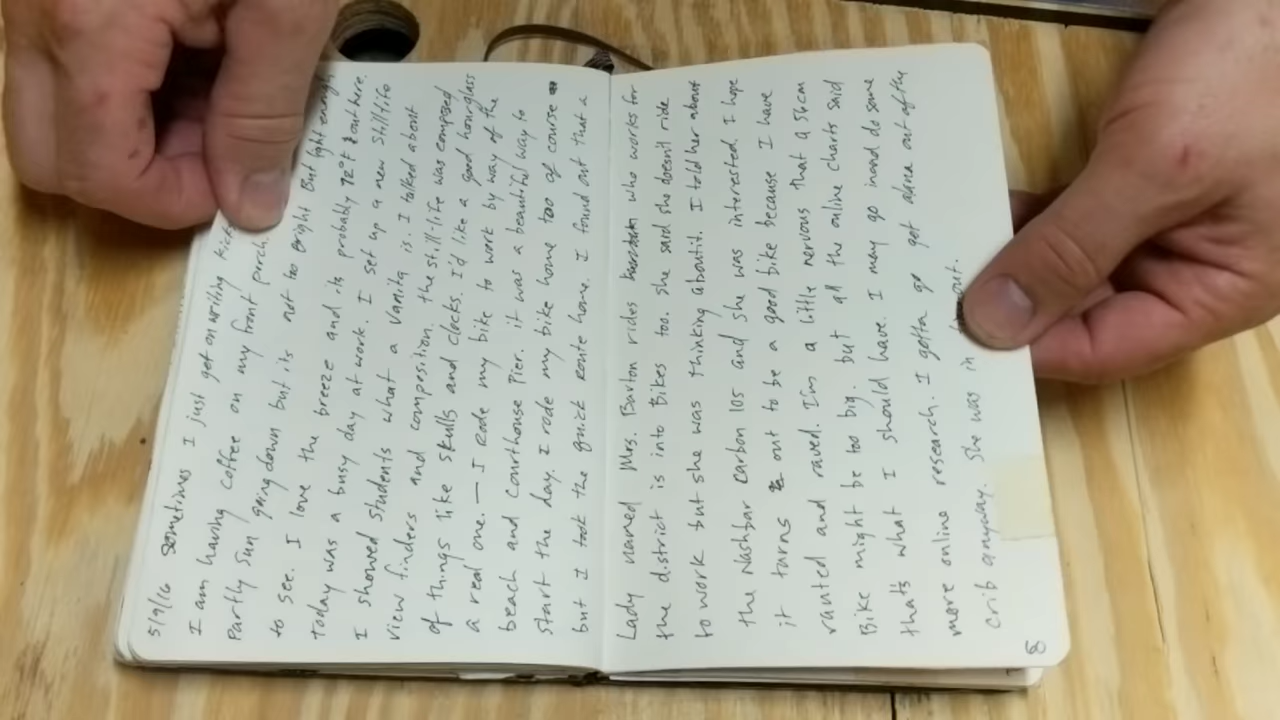 5/9/16 sometimes I just get on writing kicks
I am having coffee on my front porch.
Partly Sun going down but its not to bright But light enough
to see. I love the breeze and its probably 72°F out here.
today was a busy day at work. I set up a new still life
I showed students what a Vanita is. I talked about
view finders and composition. the still-life was composed
of things like skulls and clocks. I'd like a good hourglass
a real one. — I rode my bike to work by way of the
beach and courthouse Pier. it was a beautiful way to
start the day. I rode my bike home too of course
but I took the quick Route home. I found out that a
Lady named Mrs. Burton rides who works for
the district is into Bikes too. she said she doesn't ride
to work but she was thinking about it. I told her about
the Nashbar carbon 105 and she was interested. I hope
it turns out to be a good bike because I have
ranted and raved. I'm a little nervous that a 56cm
Bike might be too big. but all the online charts said
thats what I should have. I may go in and do some
more online research. I gotta go get alexa out of the
crib anyway. She was in out.
8